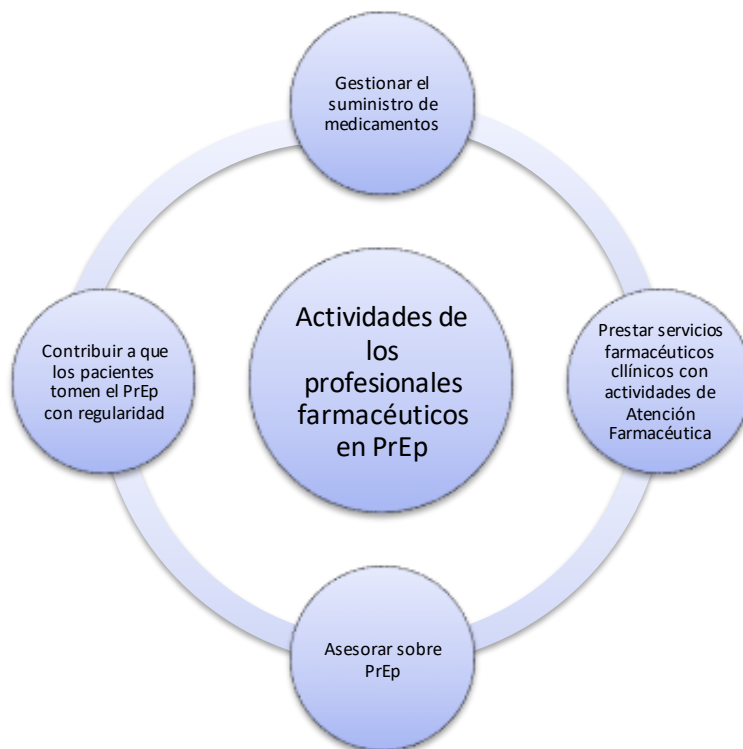 Gestionar el
suministro de
medicamentos
Actividades de
los
profesionales
farmacéuticos
en PrEp
Prestar servicios
farmacéuticos
cllínicos con
actividades de
Atención
Farmacéutica
Asesorar sobre
PrEp
Contribuir a que
los pacientes
tomen el PrEp
con regularidad